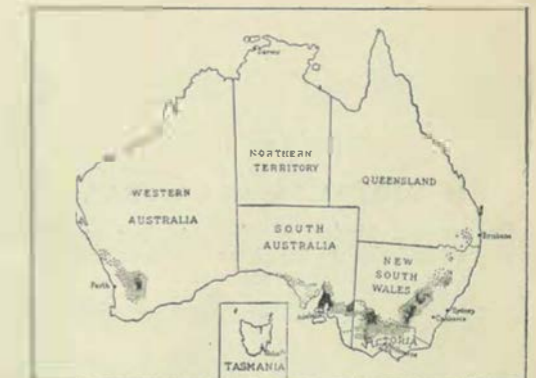 NORTHERN
TERRITORY
WESTERN
AUSTRALIA
QUEENSLAND
SOUTH
AUSTRALIA
Brisbane
NEW
SOUTH
WALES
Perth
Sydney
Canberra
VICTORIA
TASMANIA